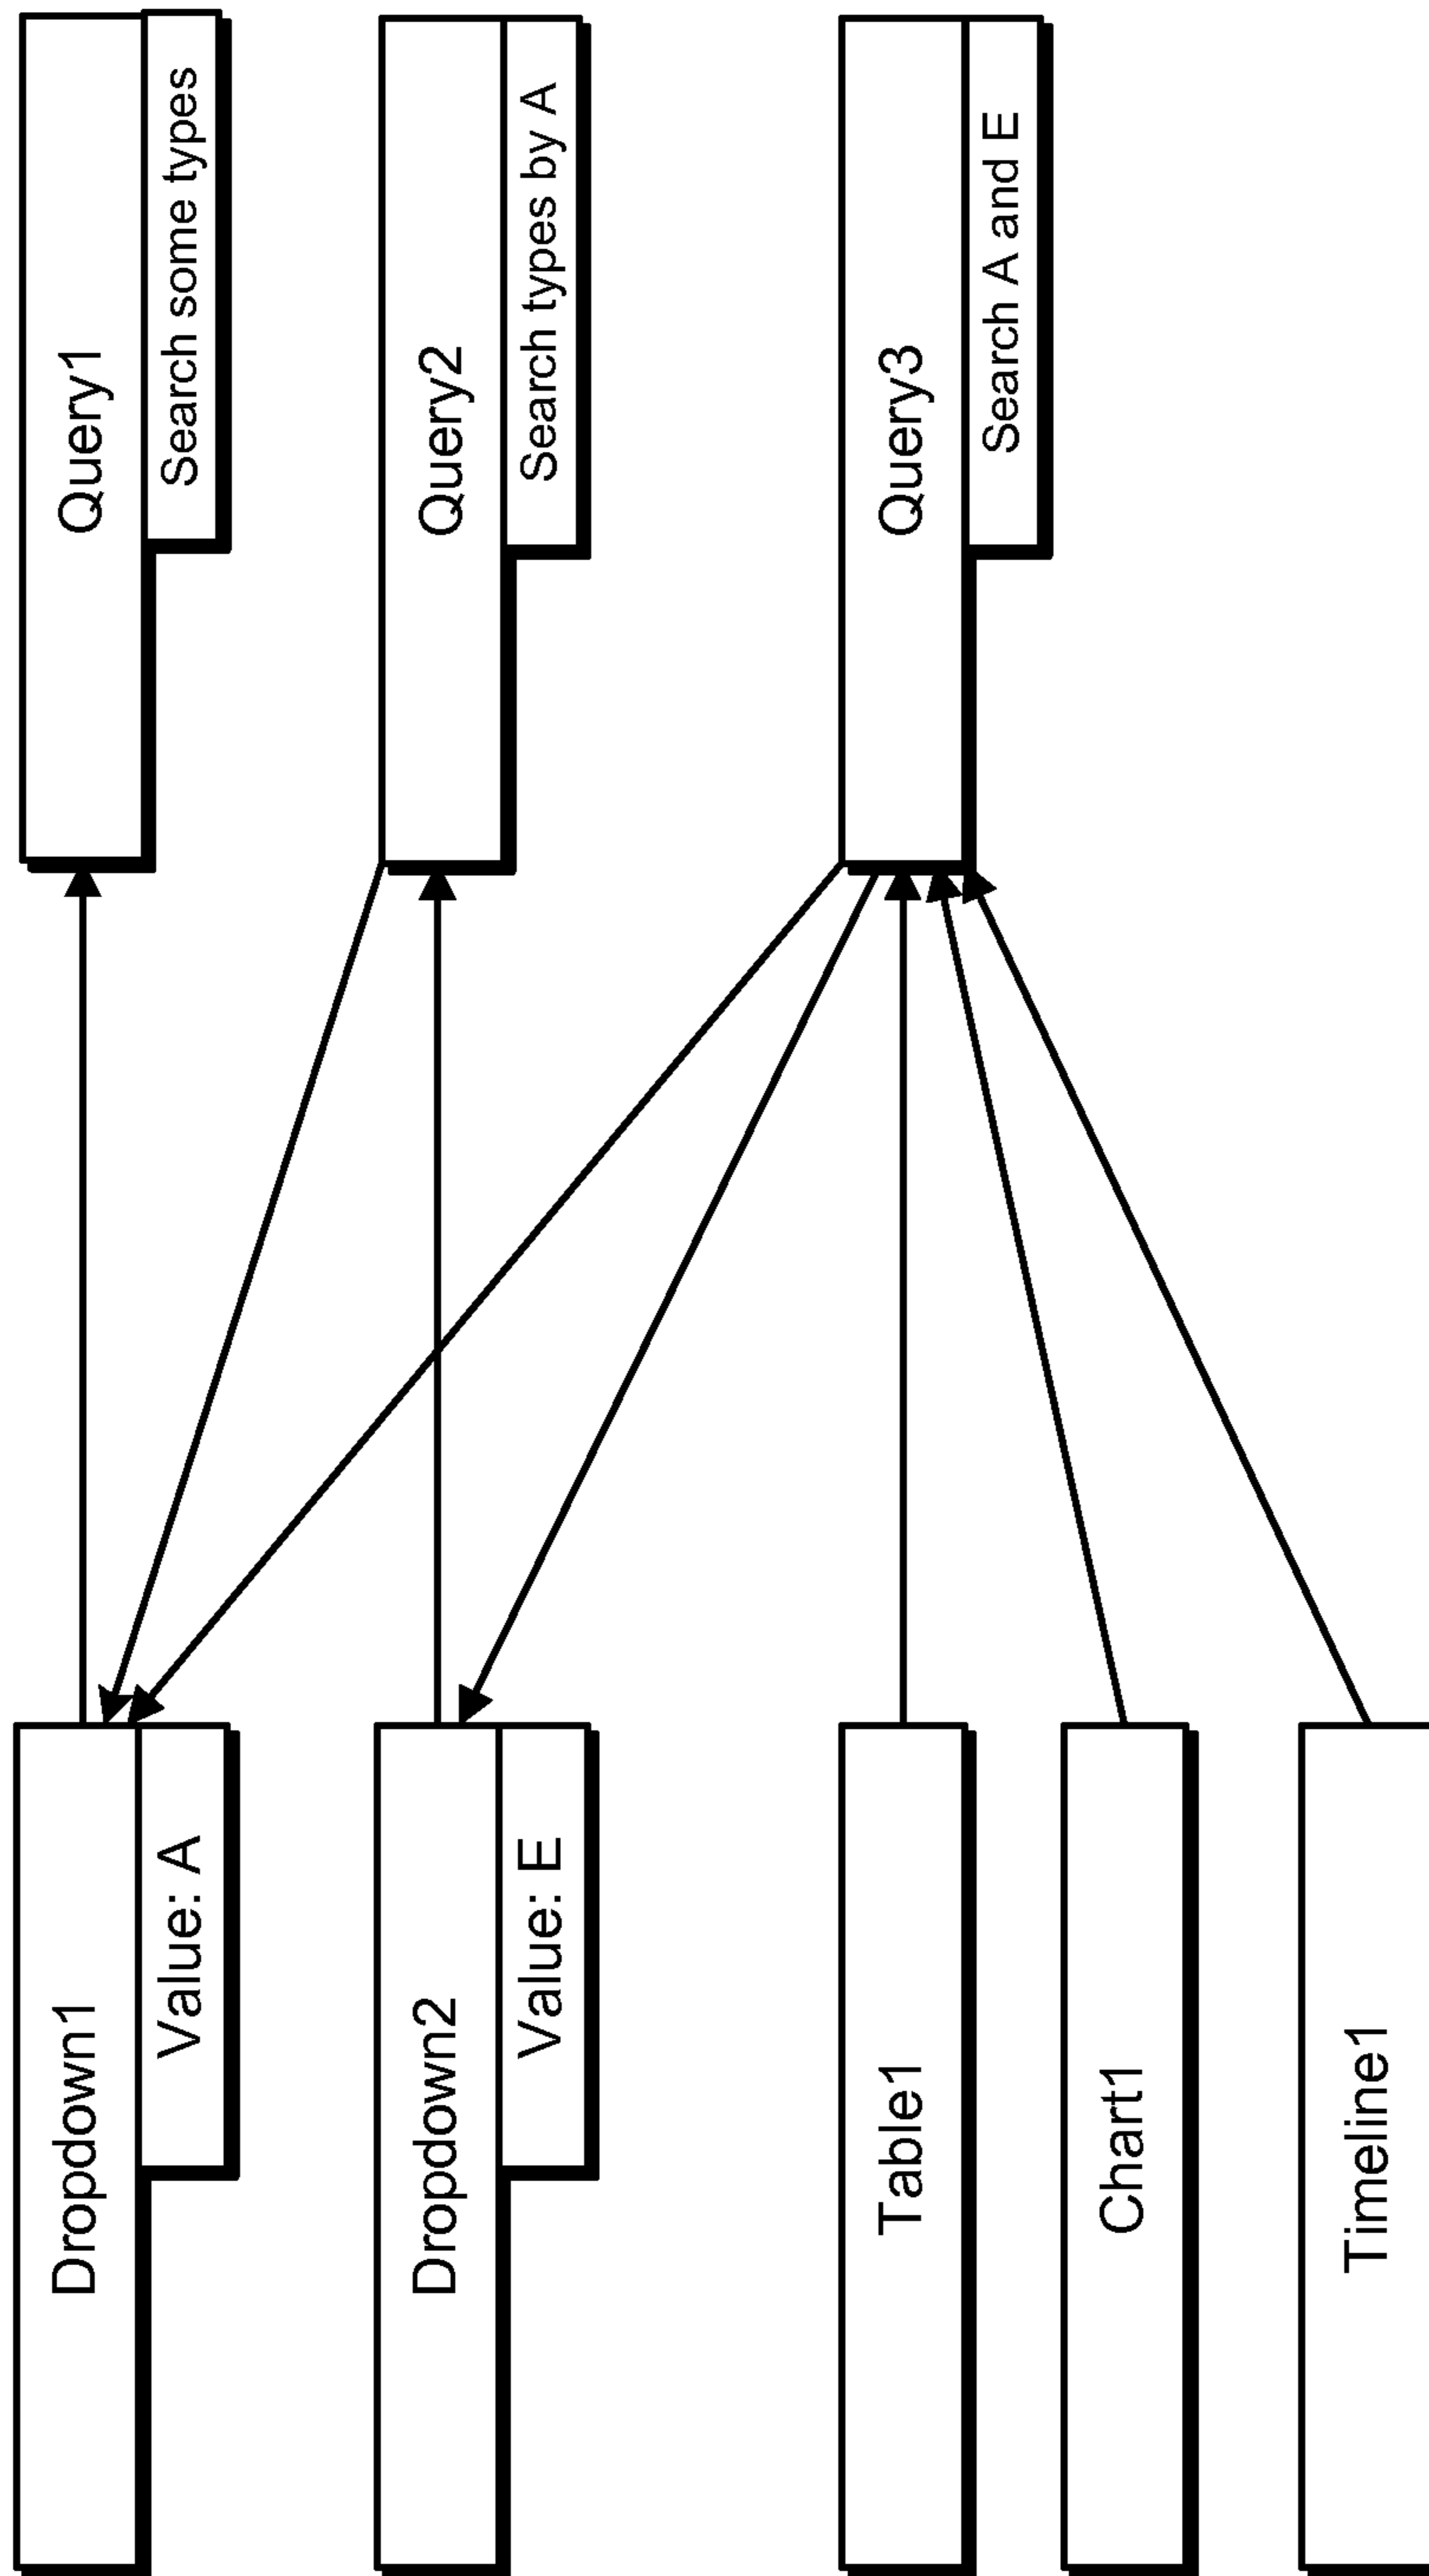 Dropdown1
Value: A
Query1
Search some types
Dropdown2
Value: E
Query2
Search types by A
Table1
Query3
Search A and E
Chart1
Timeline1